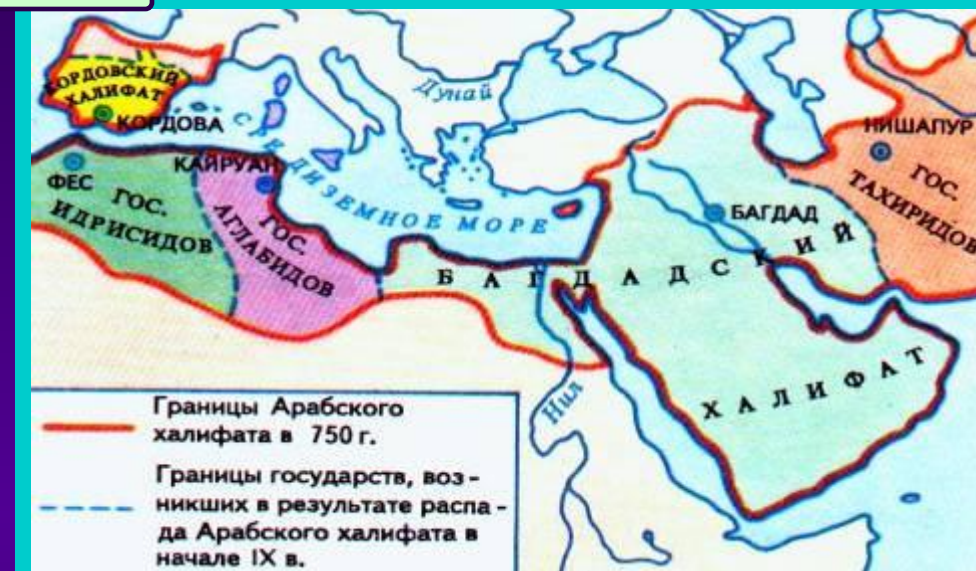 КОРДОВСКИЙ
ХАЛИФАТ
КОРДОВА
Дунай
НИШАПУР
ГОС.
ТАХИРИДОВ
ФЕС
ГОС.
ИДРИСИДОВ
КАЙРУАН
ГОС.
АГЛАБИДОВ
СРЕДИЗЕМНОЕ МОРЕ
БАГДАД
БАГДАДСКИЙ
ХАЛИФАТ
Нил
Границы Арабского
халифата в 750 г.
Границы государств, воз-
никших в результате распа-
да Арабского халифата в
начале IX в.